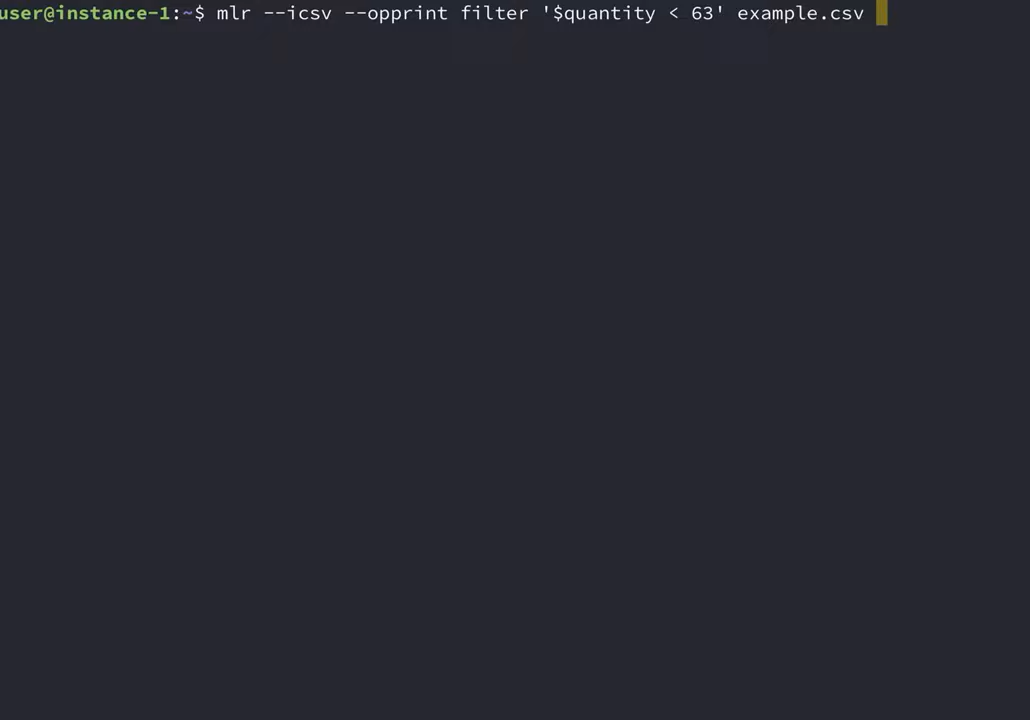 user@instance-1:~$ mlr --icsv --opprint filter '$quantity < 63' example.csv